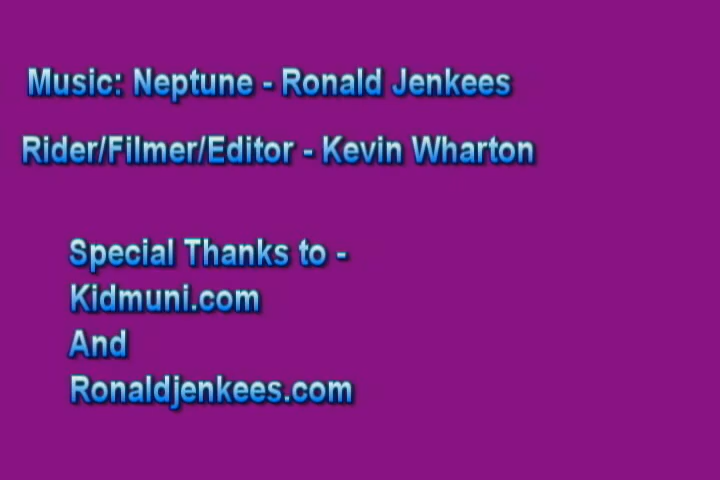 Music: Neptune - Ronald Jenkees
Rider/Filmer/Editor - Kevin Wharton
Special Thanks to -
Kidmuni.com
And
Ronaldjenkees.com